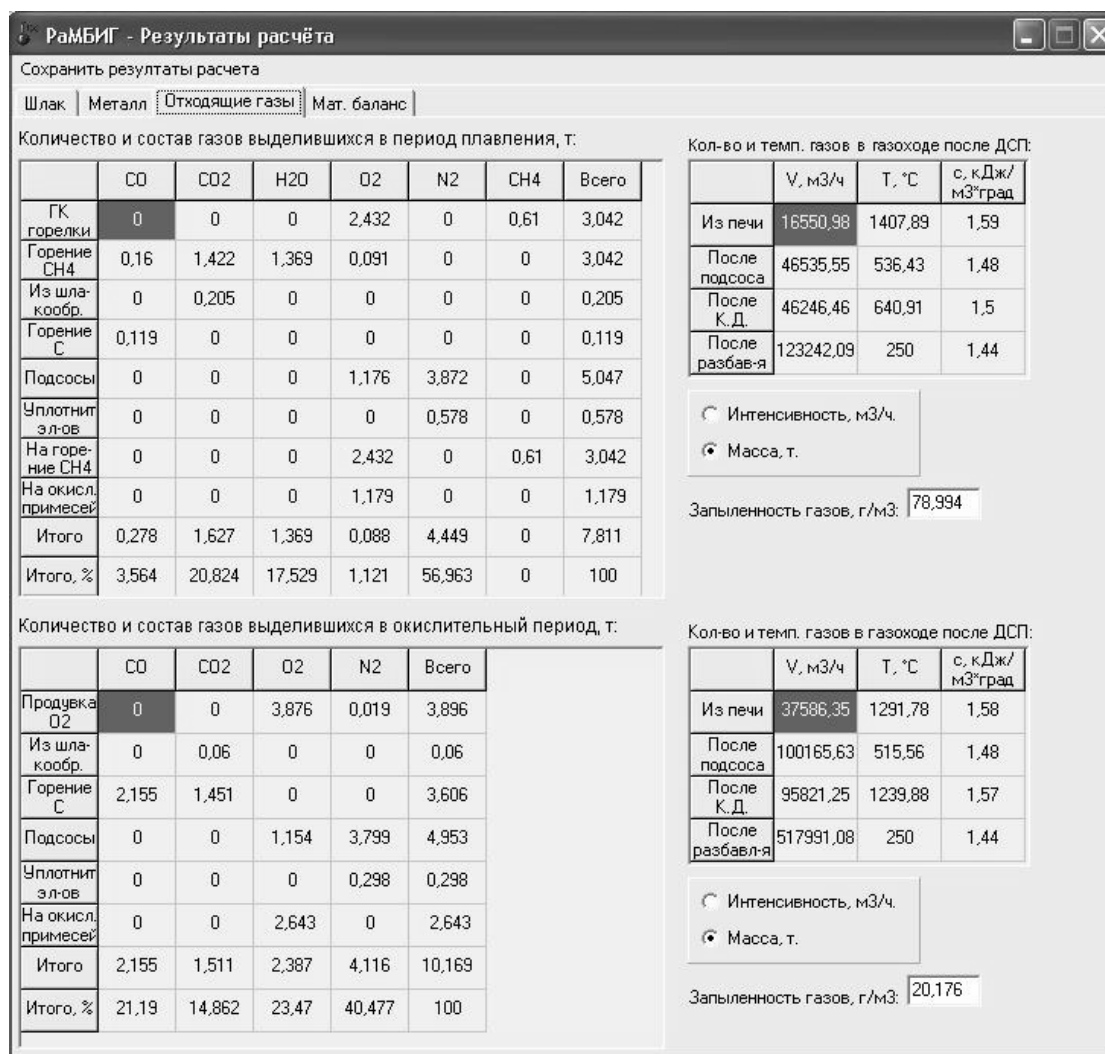 РаМБИГ - Результаты расчёта
Сохранить резултаты расчета
Шлак Металл Отходящие газы Мат. баланс
Количество и состав газов выделившихся в период плавления, т:
CO CO2 H2O O2 N2 CH4 Всего
ГК горелки 0 0 0 2,432 0 0,61 3,042
Горение CH4 0,16 1,422 1,369 0,091 0 0 3,042
Из шла-кообр. 0 0,205 0 0 0 0 0,205
Горение C 0,119 0 0 0 0 0 0,119
Подсосы 0 0 0 1,176 3,872 0 5,047
Уплотнит эл-ов 0 0 0 0 0,578 0 0,578
На горе-ние CH4 0 0 0 2,432 0 0,61 3,042
На окисл. примесей 0 0 0 1,179 0 0 1,179
Итого 0,278 1,627 1,369 0,088 4,449 0 7,811
Итого, % 3,564 20,824 17,529 1,121 56,963 0 100
Кол-во и темп. газов в газоходе после ДСП:
V, м3/ч T, °C с, кДж/м3*град
Из печи 16550,98 1407,89 1,59
После подсоса 46535,55 536,43 1,48
После К.Д. 46246,46 640,91 1,5
После разбав-я 123242,09 250 1,44
Интенсивность, м3/ч.
Масса, т.
Запыленность газов, г/м3: 78,994
Количество и состав газов выделившихся в окислительный период, т:
CO CO2 O2 N2 Всего
Продувка O2 0 0 3,876 0,019 3,896
Из шла-кообр. 0 0,06 0 0 0,06
Горение C 2,155 1,451 0 0 3,606
Подсосы 0 0 1,154 3,799 4,953
Уплотнит эл-ов 0 0 0 0,298 0,298
На окисл. примесей 0 0 2,643 0 2,643
Итого 2,155 1,511 2,387 4,116 10,169
Итого, % 21,19 14,862 23,47 40,477 100
Кол-во и темп. газов в газоходе после ДСП:
V, м3/ч T, °C с, кДж/м3*град
Из печи 37586,35 1291,78 1,58
После подсоса 100165,63 515,56 1,48
После К.Д. 95821,25 1239,88 1,57
После разбавл-я 517991,08 250 1,44
Интенсивность, м3/ч.
Масса, т.
Запыленность газов, г/м3: 20,176